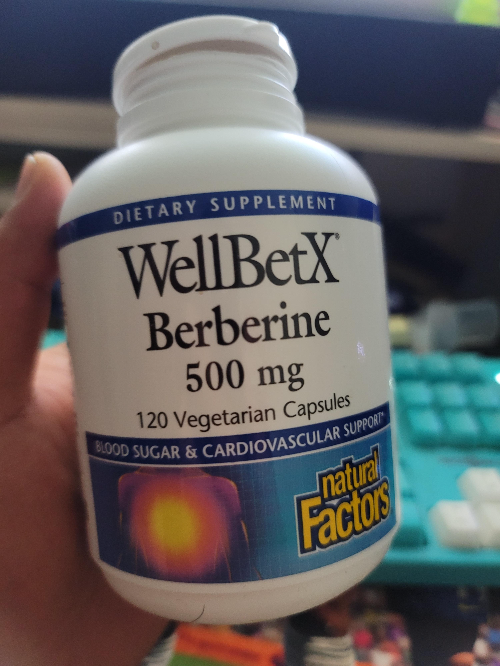 DIETARY SUPPLEMENT
WellBetX®
Berberine
500 mg
120 Vegetarian Capsules
BLOOD SUGAR & CARDIOVASCULAR SUPPORT*
natural
Factors